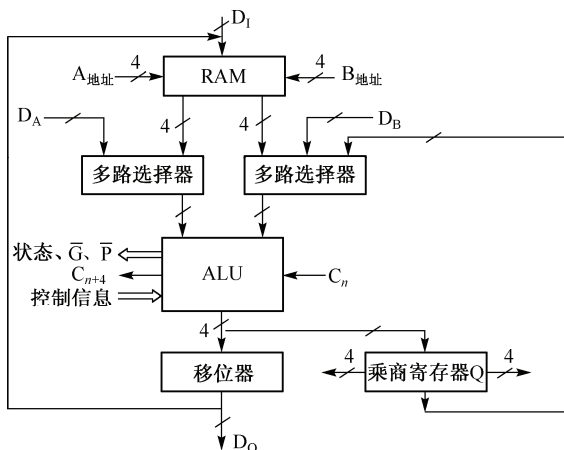 D_I
4
A地址
RAM
4
B地址
D_A
4
4
D_B
多路选择器
多路选择器
状态、G̅、P̅
C_{n+4}
控制信息
ALU
C_n
4
移位器
4
乘商寄存器Q
4
D_O